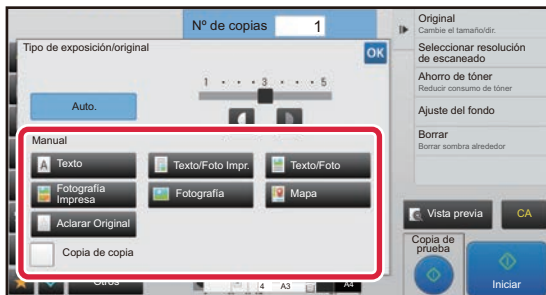 Nº de copias 1
Tipo de exposición/original
OK
1 3 5
Auto.
Manual
A Texto
Texto/Foto Impr.
Texto/Foto
Fotografía
Impresa
Fotografía
Mapa
Aclarar Original
Copia de copia
Otros
4 A3
A4
Original
Cambie el tamaño/dir.
Seleccionar resolución
de escaneado
Ahorro de tóner
Reducir consumo de tóner
Ajuste del fondo
Borrar
Borrar sombra alrededor
Vista previa
CA
Copia de
prueba
Iniciar